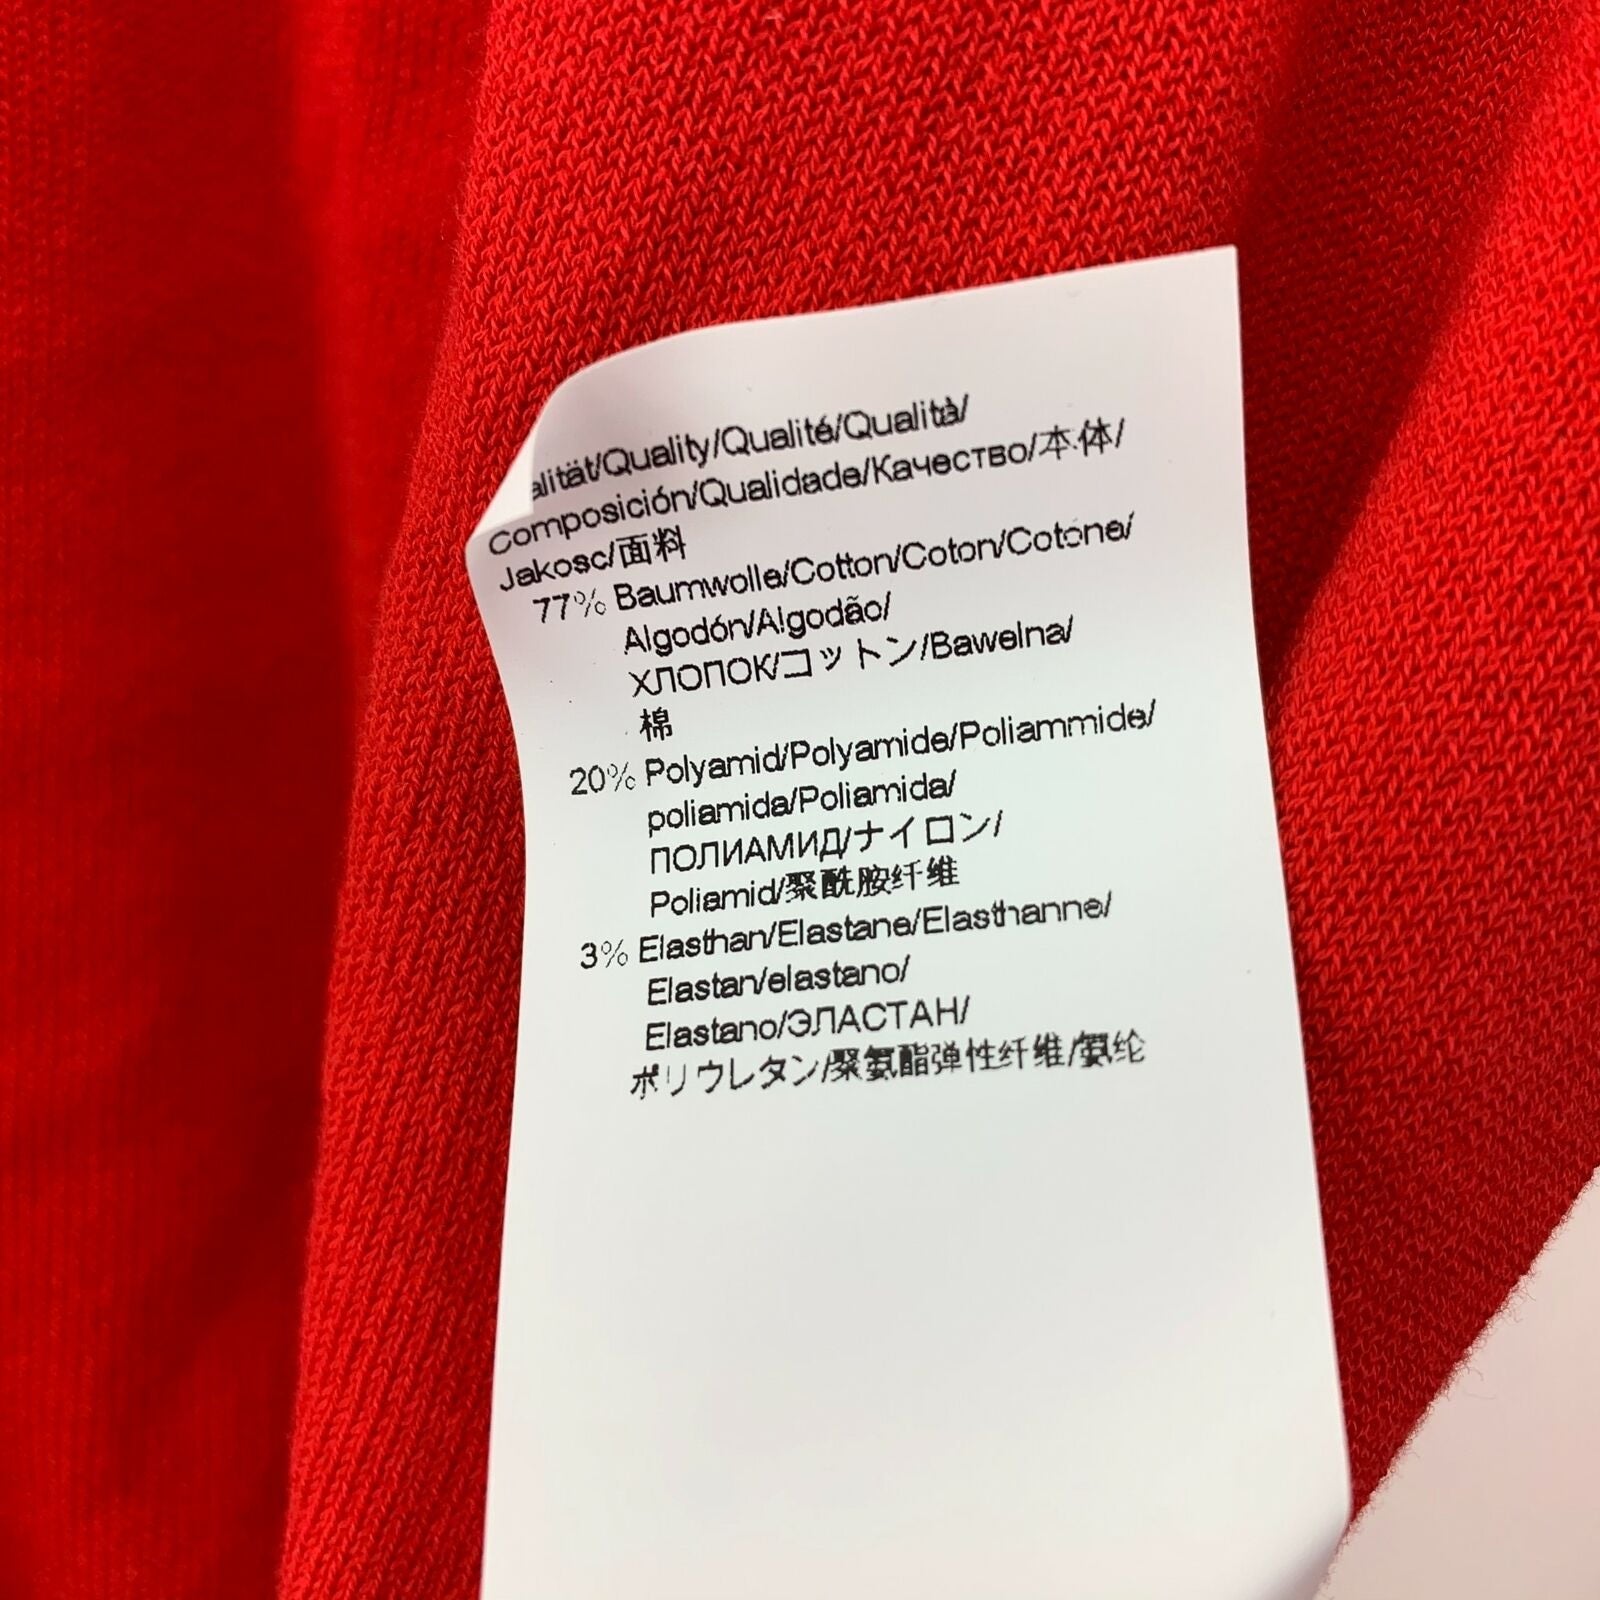 alität/Quality/Qualité/Qualità/
Composición/Qualidade/Качество/本体/
Jakosc/面料
77% Baumwolle/Cotton/Coton/Cotone/
Algodón/Algodão/
ХЛОПОК/コットン/Bawelna/
棉
20% Polyamid/Polyamide/Poliammide/
poliamida/Poliamida/
ПОЛИАМИД/ナイロン/
Poliamid/聚酰胺纤维
3% Elasthan/Elastane/Elasthanne/
Elastan/elastano/
Elastano/ЭЛАСТАН/
ポリウレタン/聚氨酯弹性纤维/氨纶